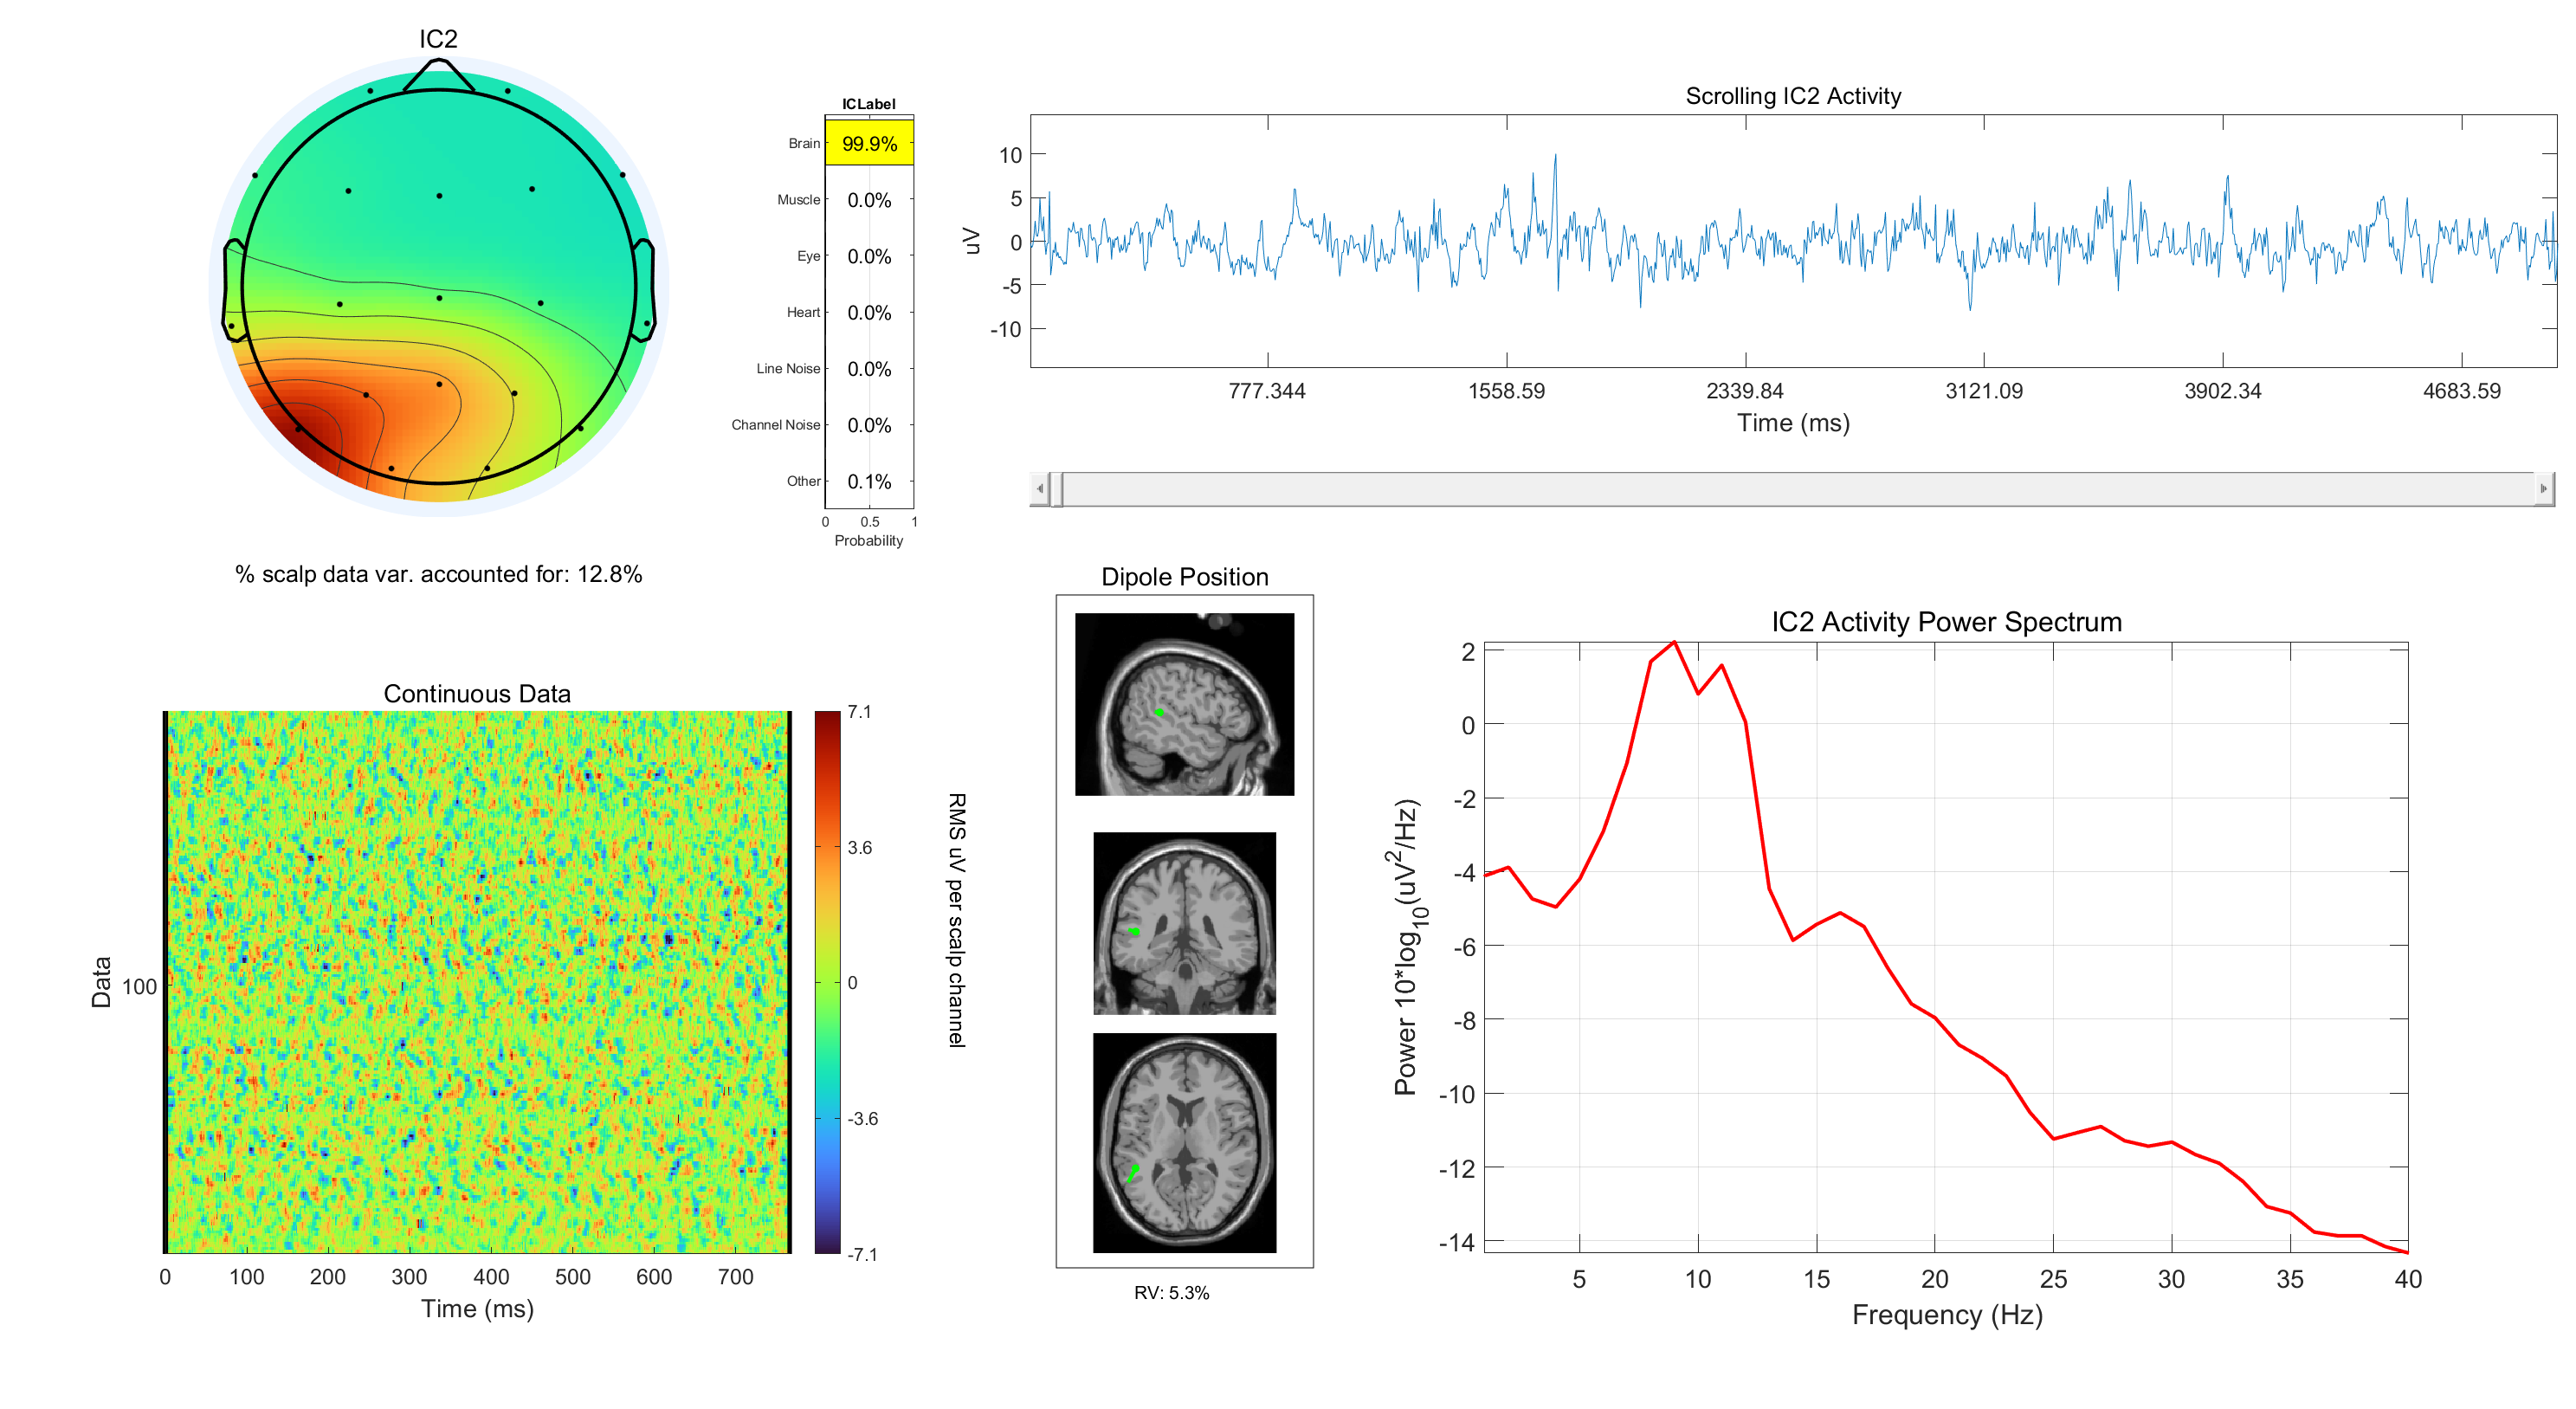 IC2
ICLabel
Brain 99.9%
Muscle 0.0%
Eye 0.0%
Heart 0.0%
Line Noise 0.0%
Channel Noise 0.0%
Other 0.1%
0 0.5 1
Probability
% scalp data var. accounted for: 12.8%
Scrolling IC2 Activity
10
5
0
-5
-10
uV
777.344 1558.59 2339.84 3121.09 3902.34 4683.59
Time (ms)
Continuous Data
Data
100
0 100 200 300 400 500 600 700
Time (ms)
7.1
3.6
0
-3.6
-7.1
RMS uV per scalp channel
Dipole Position
RV: 5.3%
IC2 Activity Power Spectrum
2
0
-2
-4
-6
-8
-10
-12
-14
Power 10*log10(uV2/Hz)
5 10 15 20 25 30 35 40
Frequency (Hz)